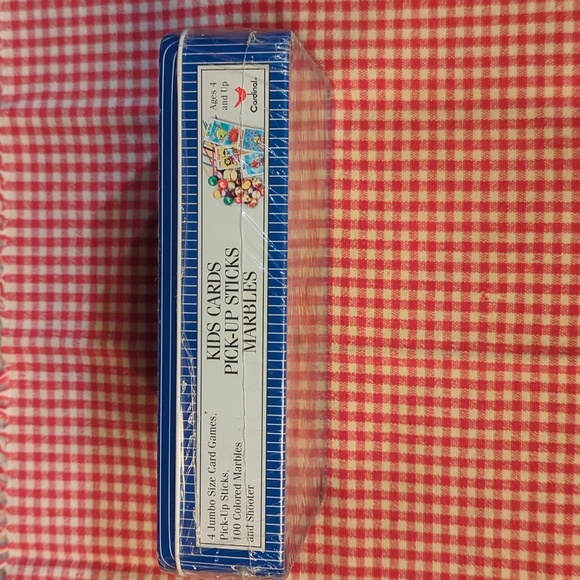 Ages 4
and Up
Cardinal®
KIDS CARDS
PICK-UP STICKS
MARBLES
4 Jumbo Size Card Games,
Pick-Up Sticks,
100 Colored Marbles
and Shooter